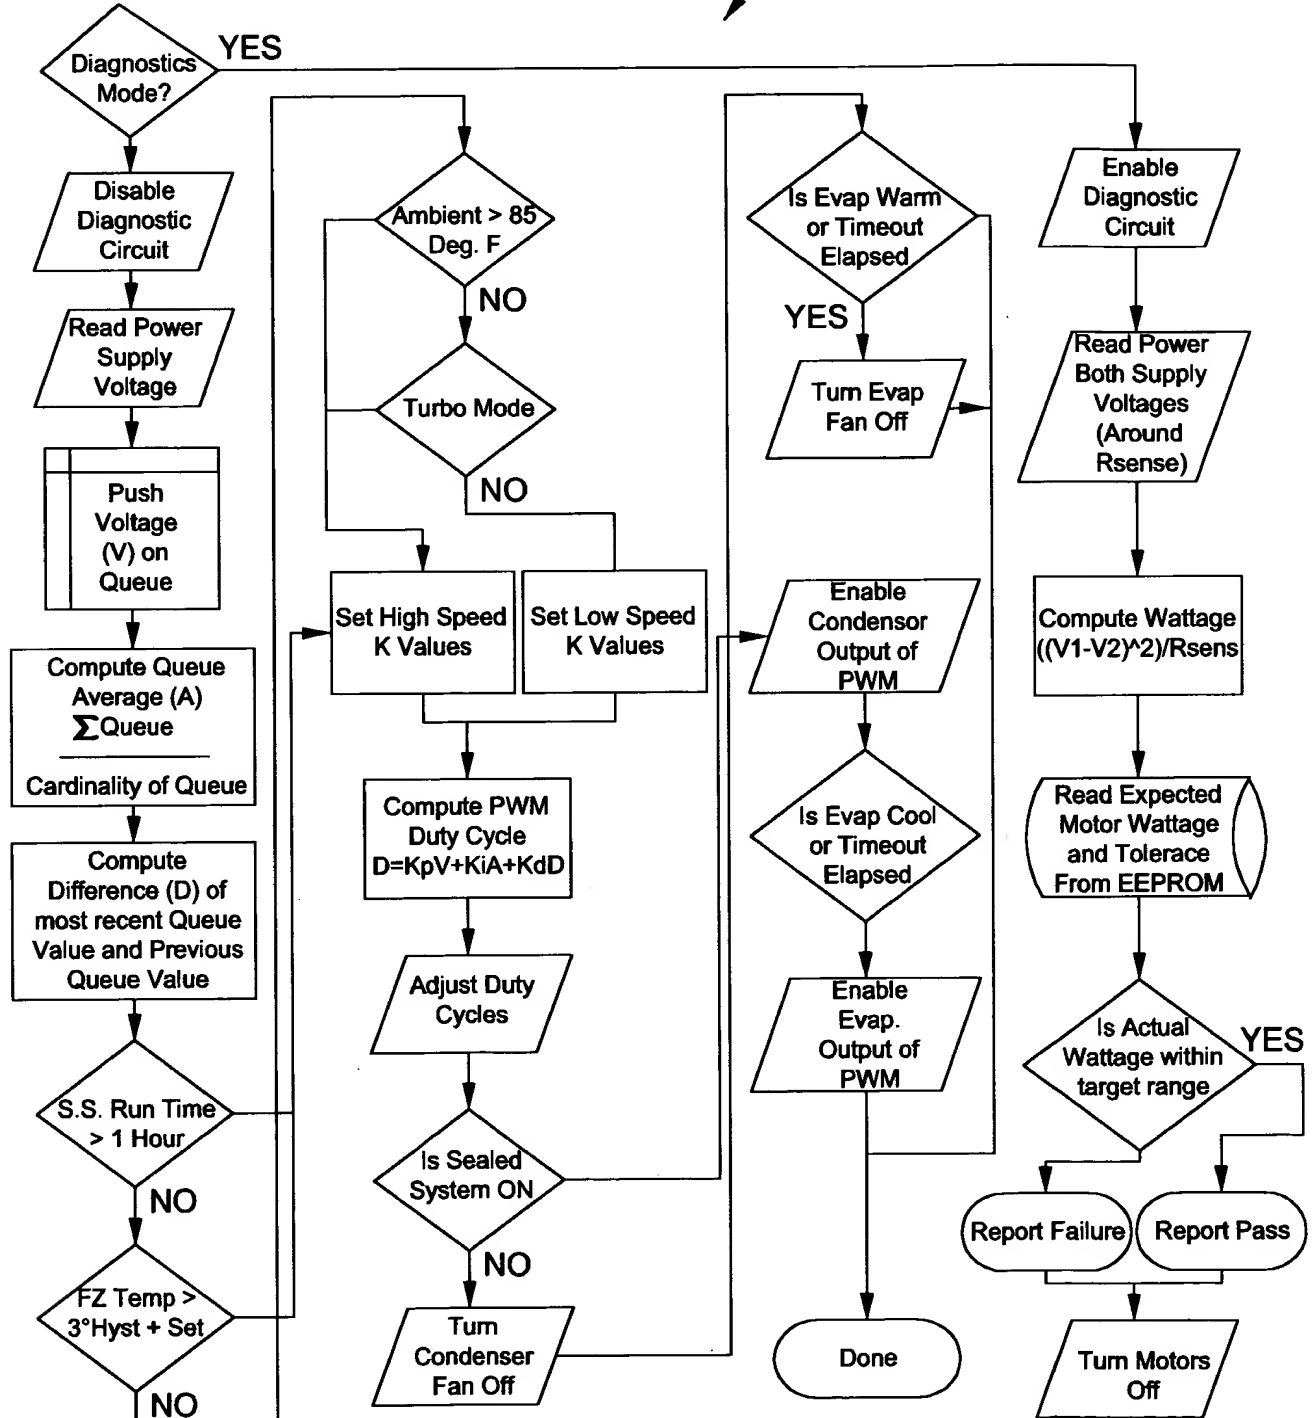 Diagnostics
Mode?
YES
Disable
Diagnostic
Circuit
Read Power
Supply
Voltage
Push
Voltage
(V) on
Queue
Compute Queue
Average (A)
ΣQueue
Cardinality of Queue
Compute
Difference (D) of
most recent Queue
Value and Previous
Queue Value
S.S. Run Time
> 1 Hour
NO
FZ Temp >
3°Hyst + Set
NO
Ambient > 85
Deg. F
NO
Turbo Mode
NO
Set High Speed
K Values
Set Low Speed
K Values
Compute PWM
Duty Cycle
D=KpV+KiA+KdD
Adjust Duty
Cycles
Is Sealed
System ON
NO
Turn
Condenser
Fan Off
Is Evap Warm
or Timeout
Elapsed
YES
Turn Evap
Fan Off
Enable
Condensor
Output of
PWM
Is Evap Cool
or Timeout
Elapsed
Enable
Evap.
Output of
PWM
Done
Enable
Diagnostic
Circuit
Read Power
Both Supply
Voltages
(Around
Rsense)
Compute Wattage
((V1-V2)^2)/Rsens
Read Expected
Motor Wattage
and Tolerace
From EEPROM
Is Actual
Wattage within
target range
YES
Report Failure
Report Pass
Turn Motors
Off